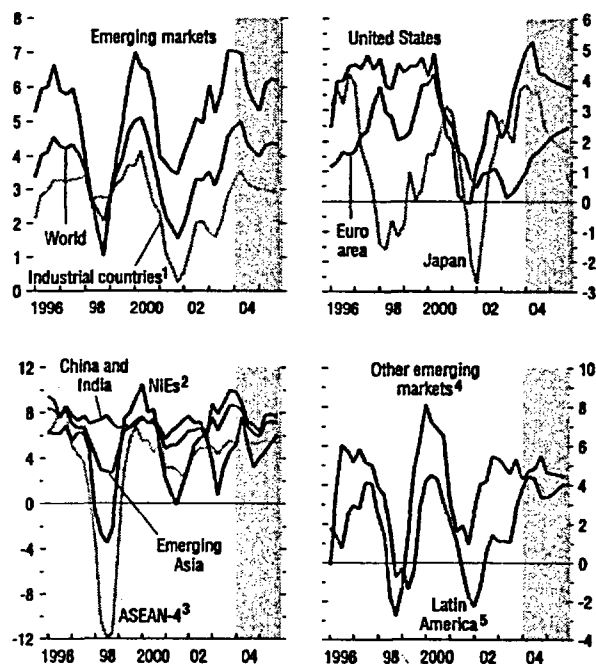 8
7
6
5
4
3
2
1
0
Emerging markets
World
Industrial countries1
1996 98 2000 02 04
United States
Euro area
Japan
6
5
4
3
2
1
0
-1
-2
-3
1996 98 2000 02 04
12
8
4
0
-4
-8
-12
China and India
NIEs2
Emerging Asia
ASEAN-43
1996 98 2000 02 04
Other emerging markets4
Latin America5
10
8
6
4
2
0
-2
-4
1996 98 2000 02 04